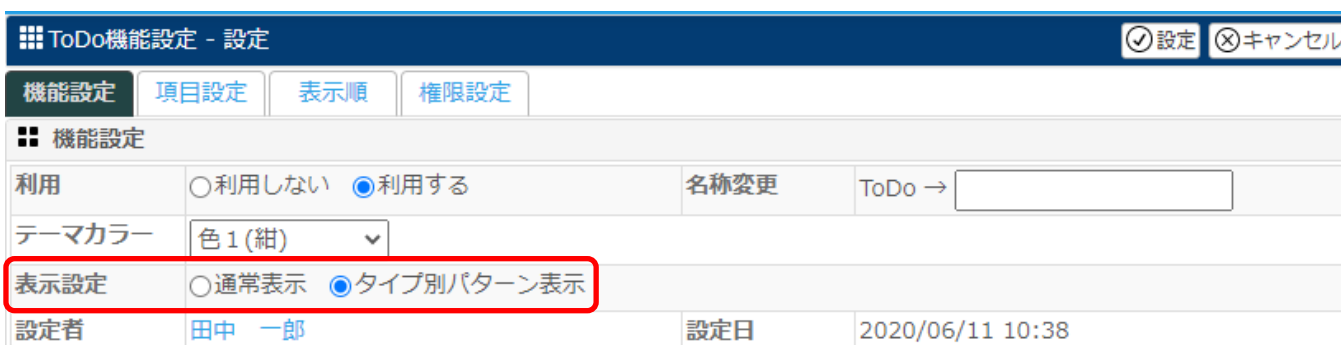 ToDo機能設定 - 設定 設定 キャンセル
機能設定 項目設定 表示順 権限設定
機能設定
利用 利用しない 利用する 名称変更 ToDo →
テーマカラー 色1(紺)
表示設定 通常表示 タイプ別パターン表示
設定者 田中　一郎 設定日 2020/06/11 10:38